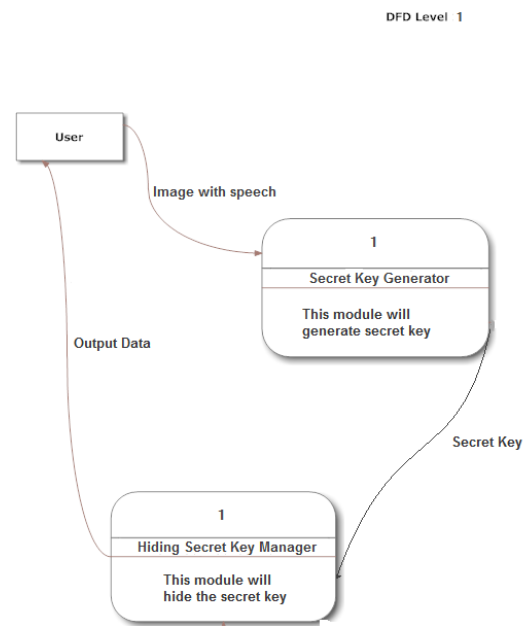 DFD Level 1
User
Image with speech
1
Secret Key Generator
This module will
generate secret key
Output Data
Secret Key
1
Hiding Secret Key Manager
This module will
hide the secret key